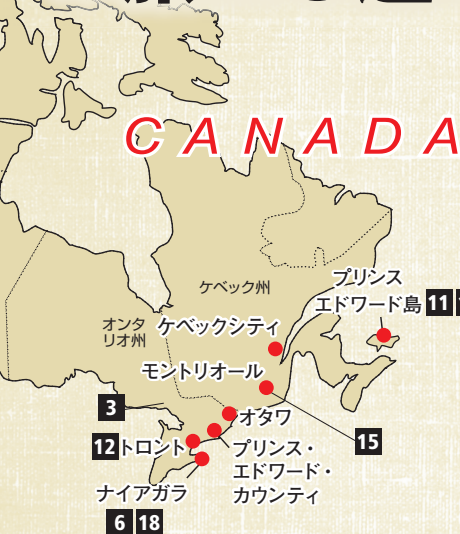 CANADA
プリンス
エドワード島 11
ケベック州
オンタ
リオ州
ケベックシティ
モントリオール
3
オタワ
15
12 トロント
プリンス・
エドワード・
カウンティ
ナイアガラ
6 18